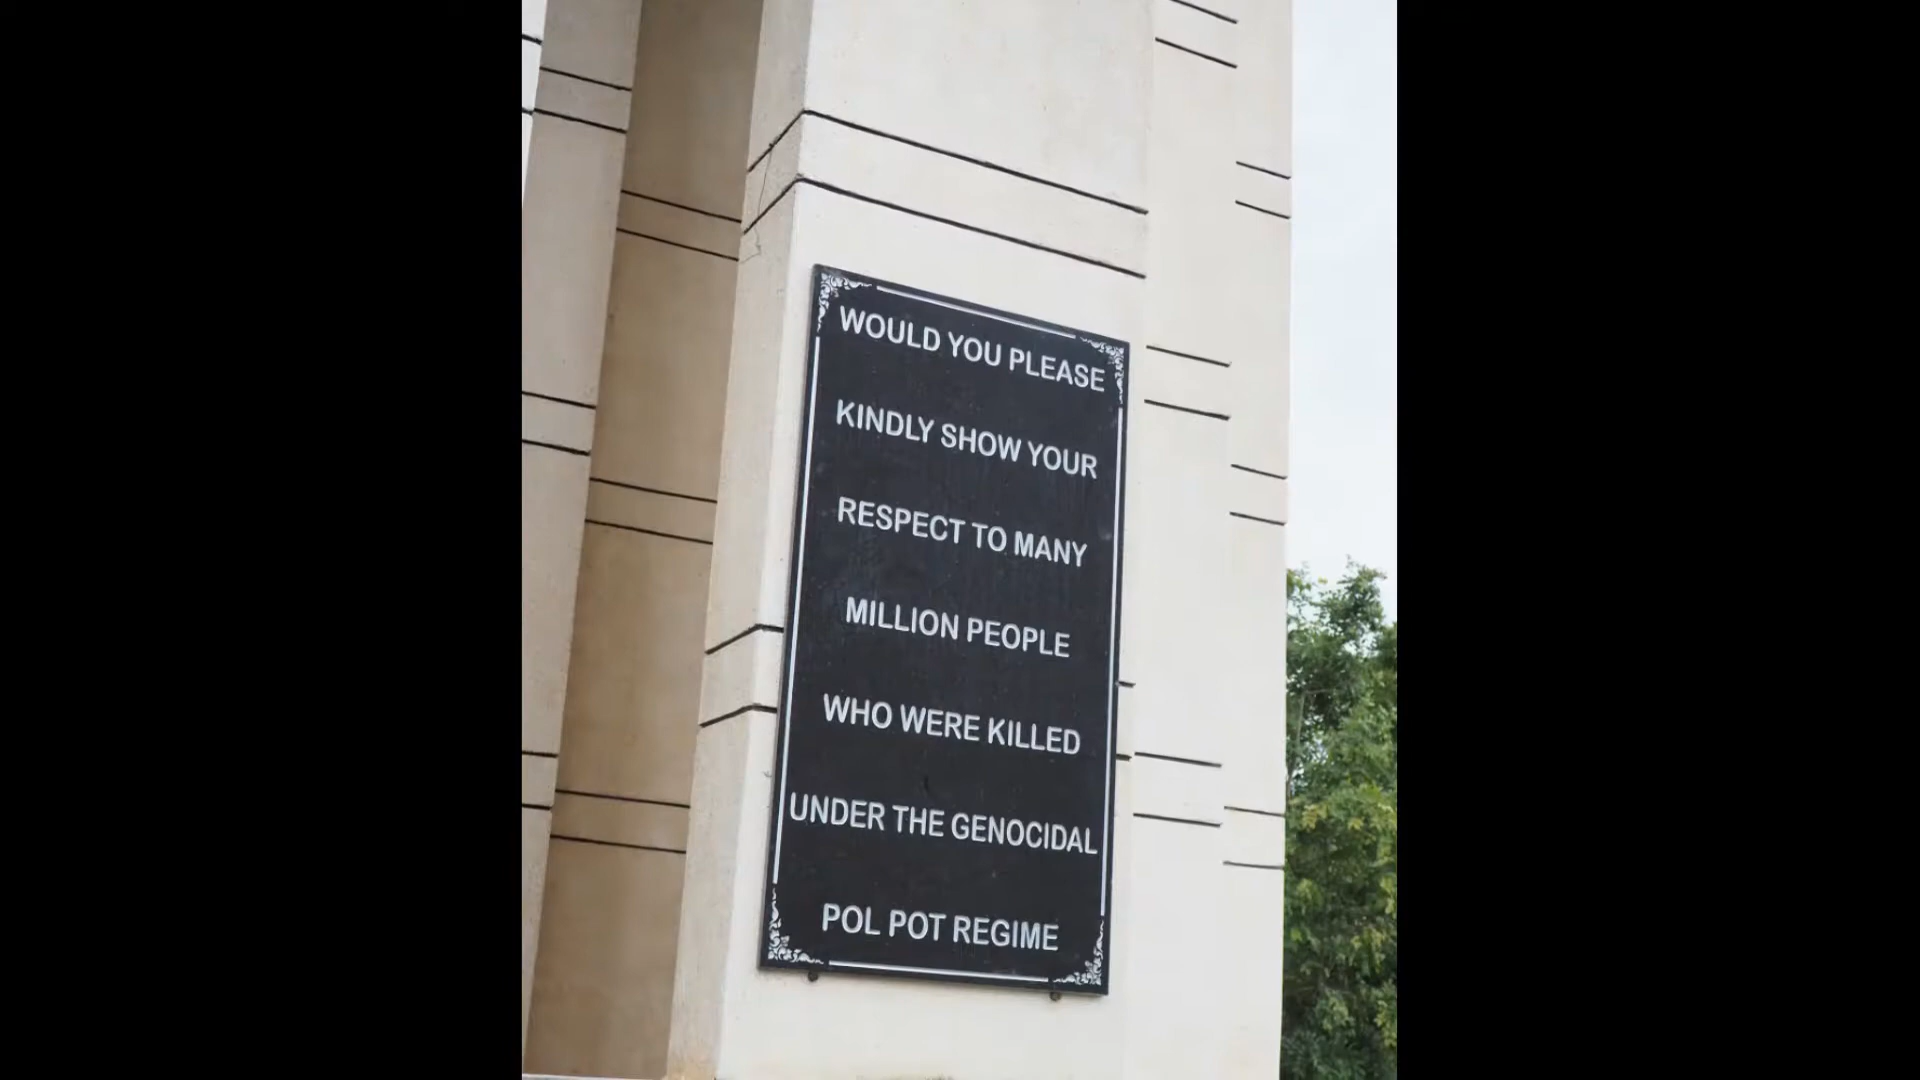 WOULD YOU PLEASE
KINDLY SHOW YOUR
RESPECT TO MANY
MILLION PEOPLE
WHO WERE KILLED
UNDER THE GENOCIDAL
POL POT REGIME